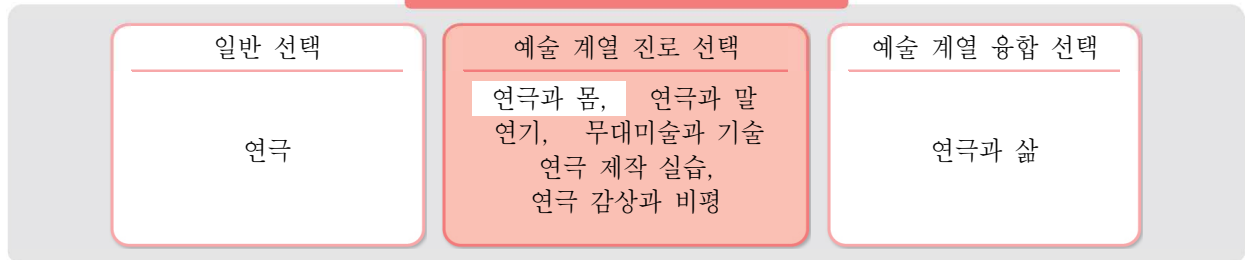 일반 선택
연극
예술 계열 진로 선택
연극과 몸, 연극과 말
연기, 무대미술과 기술
연극 제작 실습,
연극 감상과 비평
예술 계열 융합 선택
연극과 삶